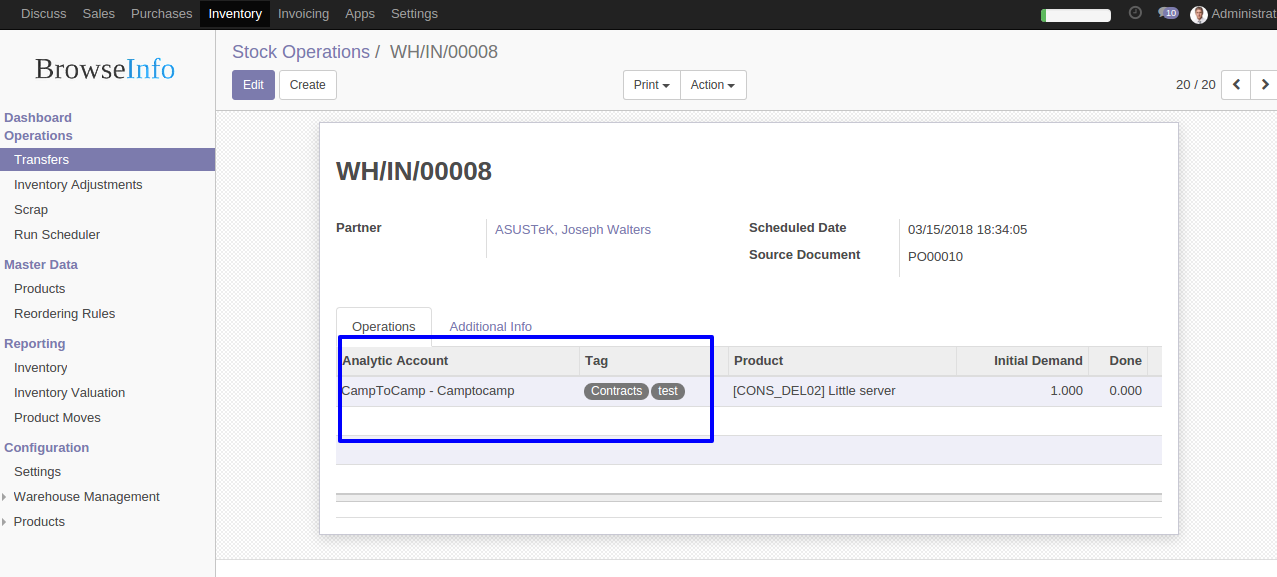 Discuss Sales Purchases Inventory Invoicing Apps Settings 10 Administrat
BrowseInfo
Stock Operations / WH/IN/00008
Edit Create Print Action 20 / 20
Dashboard
Operations
Transfers
Inventory Adjustments
Scrap
Run Scheduler
Master Data
Products
Reordering Rules
Reporting
Inventory
Inventory Valuation
Product Moves
Configuration
Settings
Warehouse Management
Products
WH/IN/00008
Partner ASUSTeK, Joseph Walters Scheduled Date 03/15/2018 18:34:05
Source Document PO00010
Operations Additional Info
Analytic Account Tag Product Initial Demand Done
CampToCamp - Camptocamp Contracts test [CONS_DEL02] Little server 1.000 0.000